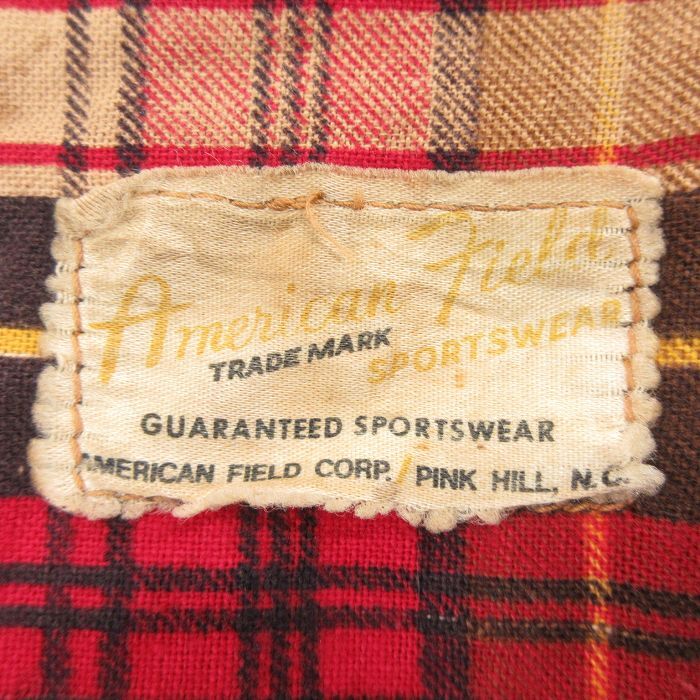 American Field
TRADE MARK SPORTSWEAR
GUARANTEED SPORTSWEAR
AMERICAN FIELD CORP. PINK HILL, N.C.